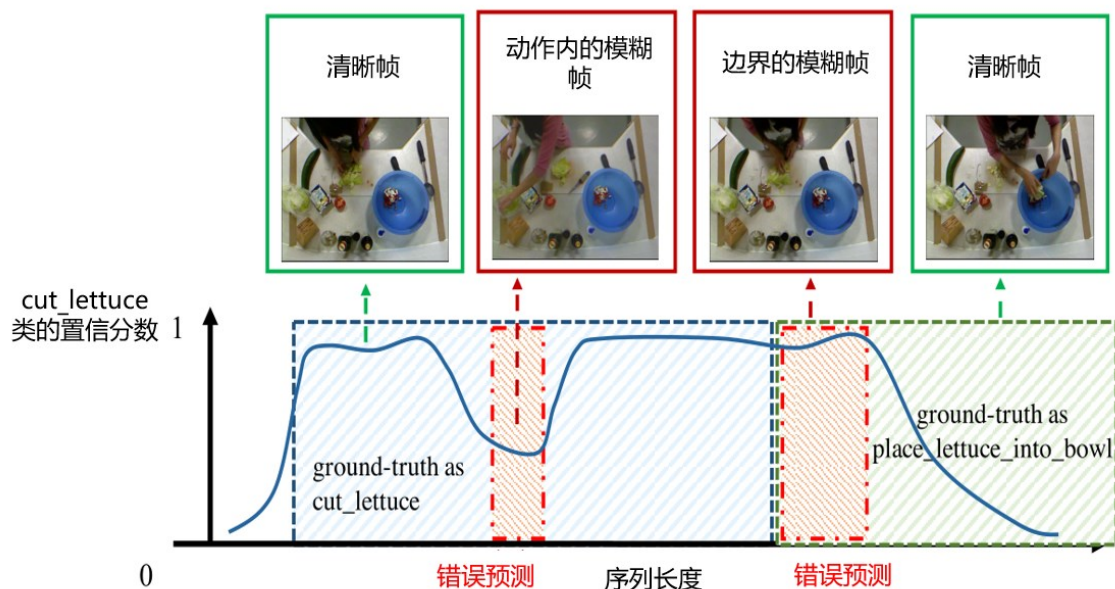 清晰帧
动作内的模糊
帧
边界的模糊帧
清晰帧
cut_lettuce
类的置信分数
1
ground-truth as
cut_lettuce
ground-truth as
place_lettuce_into_bowl
0
错误预测
序列长度
错误预测